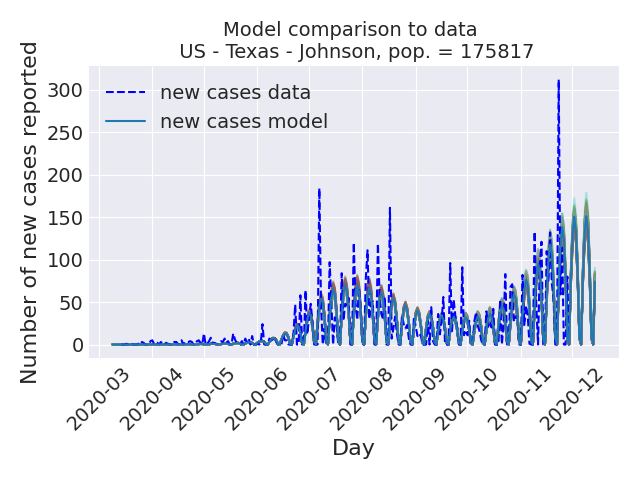 Model comparison to data
US - Texas - Johnson, pop. = 175817
Number of new cases reported
300
250
200
150
100
50
0
new cases data
new cases model
2020-03
2020-04
2020-05
2020-06
2020-07
2020-08
2020-09
2020-10
2020-11
2020-12
Day